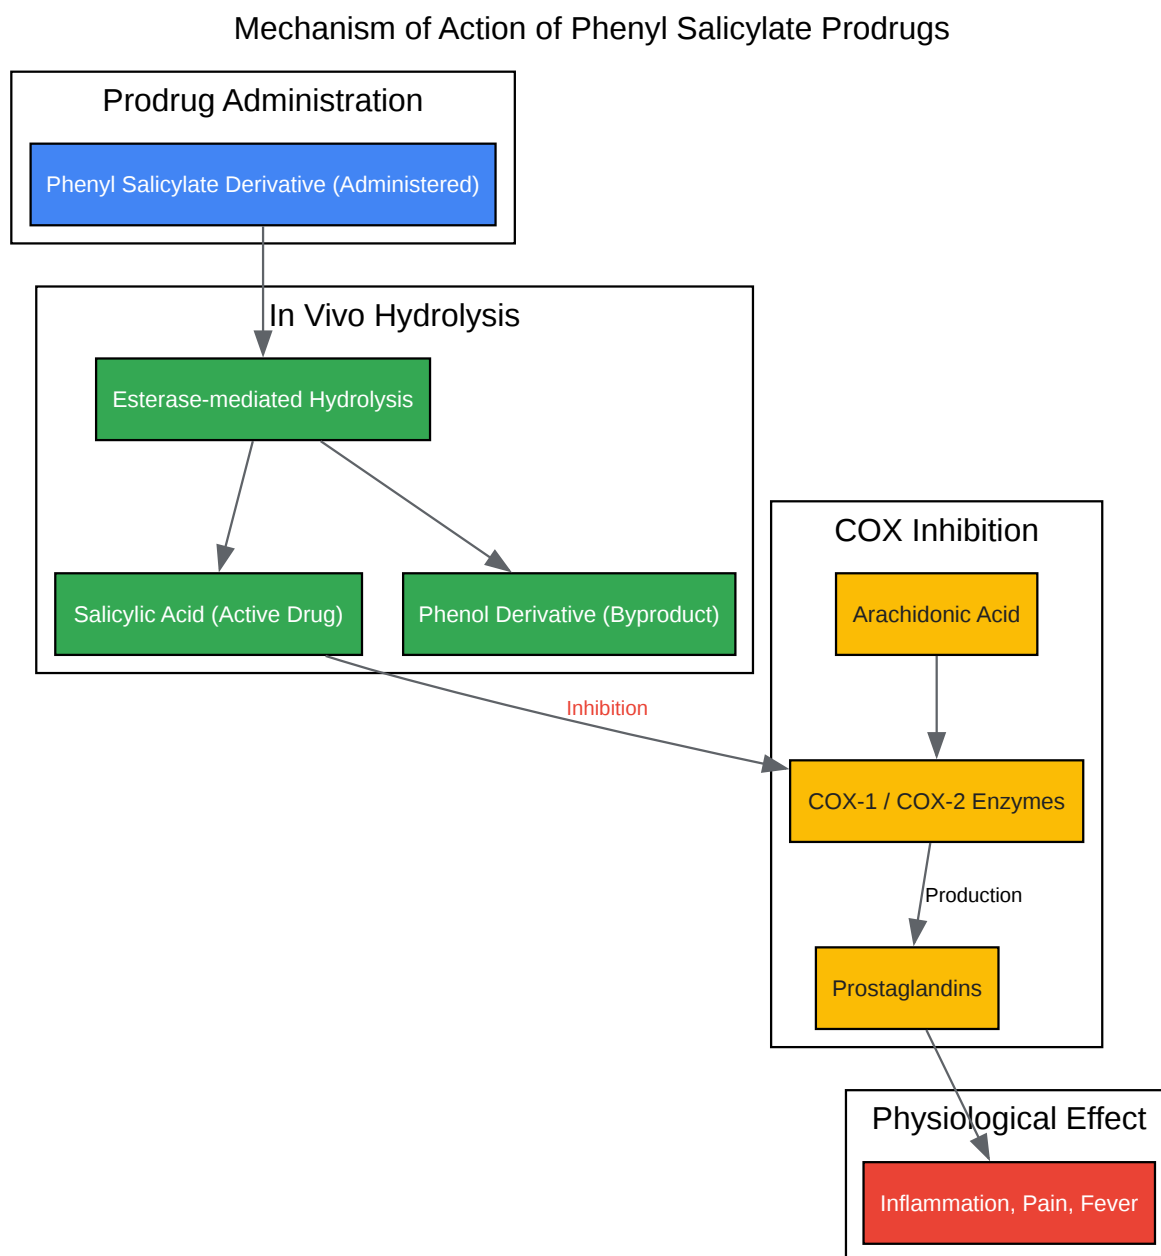 Mechanism of Action of Phenyl Salicylate Prodrugs
Prodrug Administration
Phenyl Salicylate Derivative (Administered)
In Vivo Hydrolysis
Esterase-mediated Hydrolysis
Salicylic Acid (Active Drug)
Phenol Derivative (Byproduct)
COX Inhibition
Arachidonic Acid
Inhibition
COX-1 / COX-2 Enzymes
Production
Prostaglandins
Physiological Effect
Inflammation, Pain, Fever